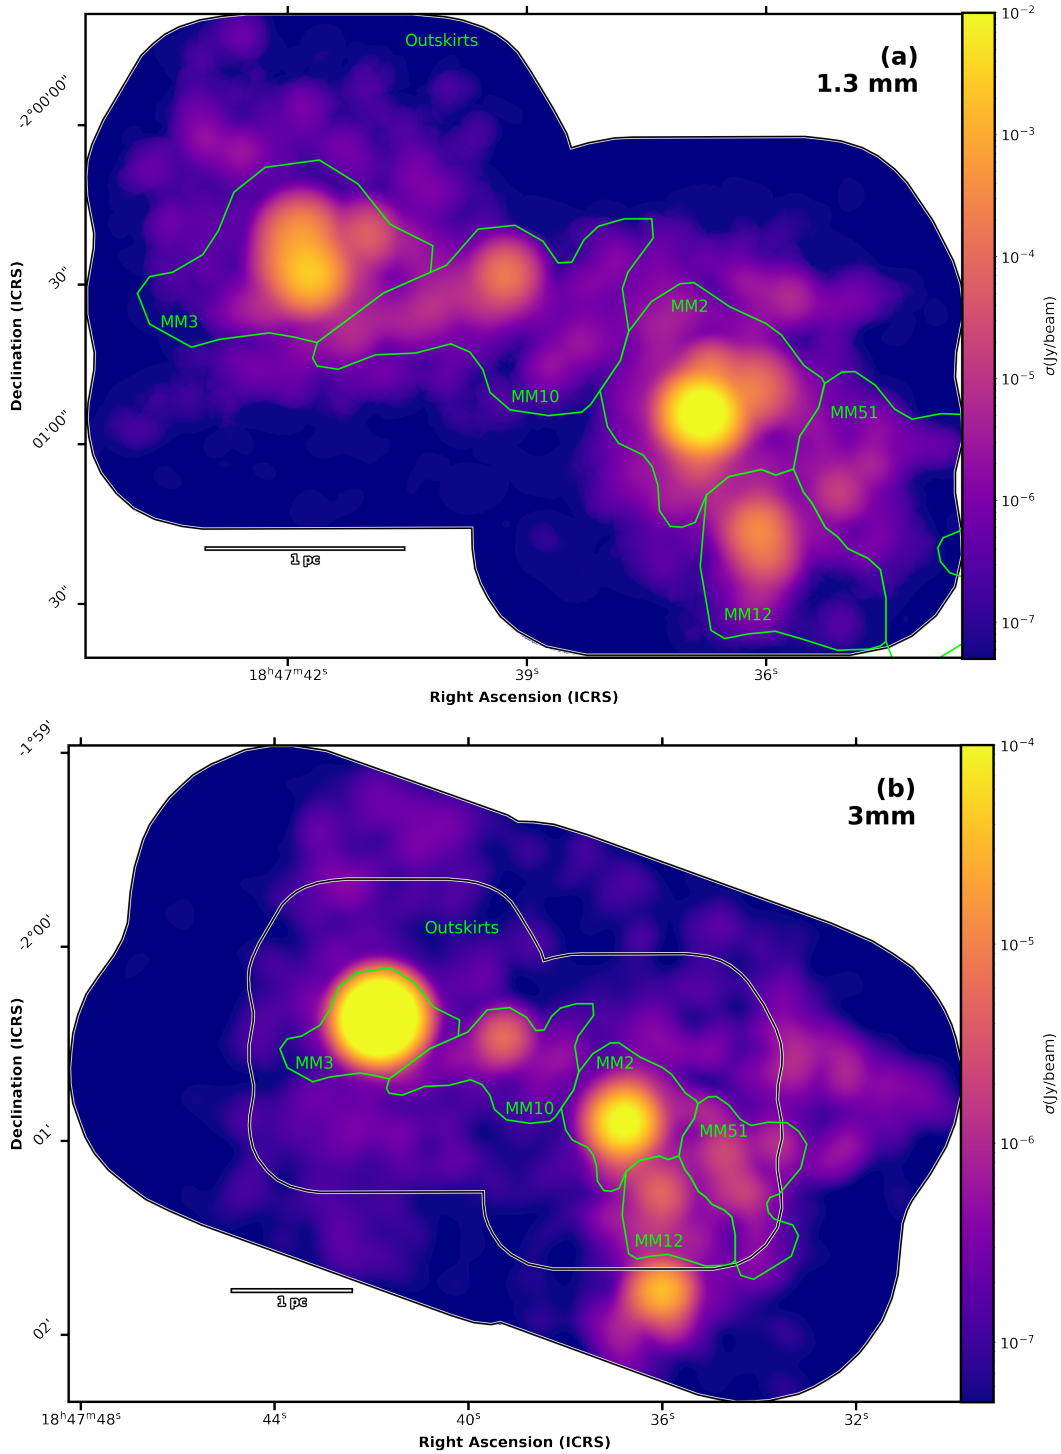 (a)
1.3 mm
Outskirts
MM3
MM10
MM2
MM51
MM12
1 pc
-2°00'00"
30"
01'00"
30"
Declination (ICRS)
18ʰ47ᵐ42ˢ
39ˢ
36ˢ
Right Ascension (ICRS)
10⁻²
10⁻³
10⁻⁴
10⁻⁵
10⁻⁶
10⁻⁷
σ(Jy/beam)
(b)
3mm
Outskirts
MM3
MM10
MM2
MM51
MM12
1 pc
-1°59'
-2°00'
01'
02'
Declination (ICRS)
18ʰ47ᵐ48ˢ
44ˢ
40ˢ
36ˢ
32ˢ
Right Ascension (ICRS)
10⁻⁴
10⁻⁵
10⁻⁶
10⁻⁷
σ(Jy/beam)